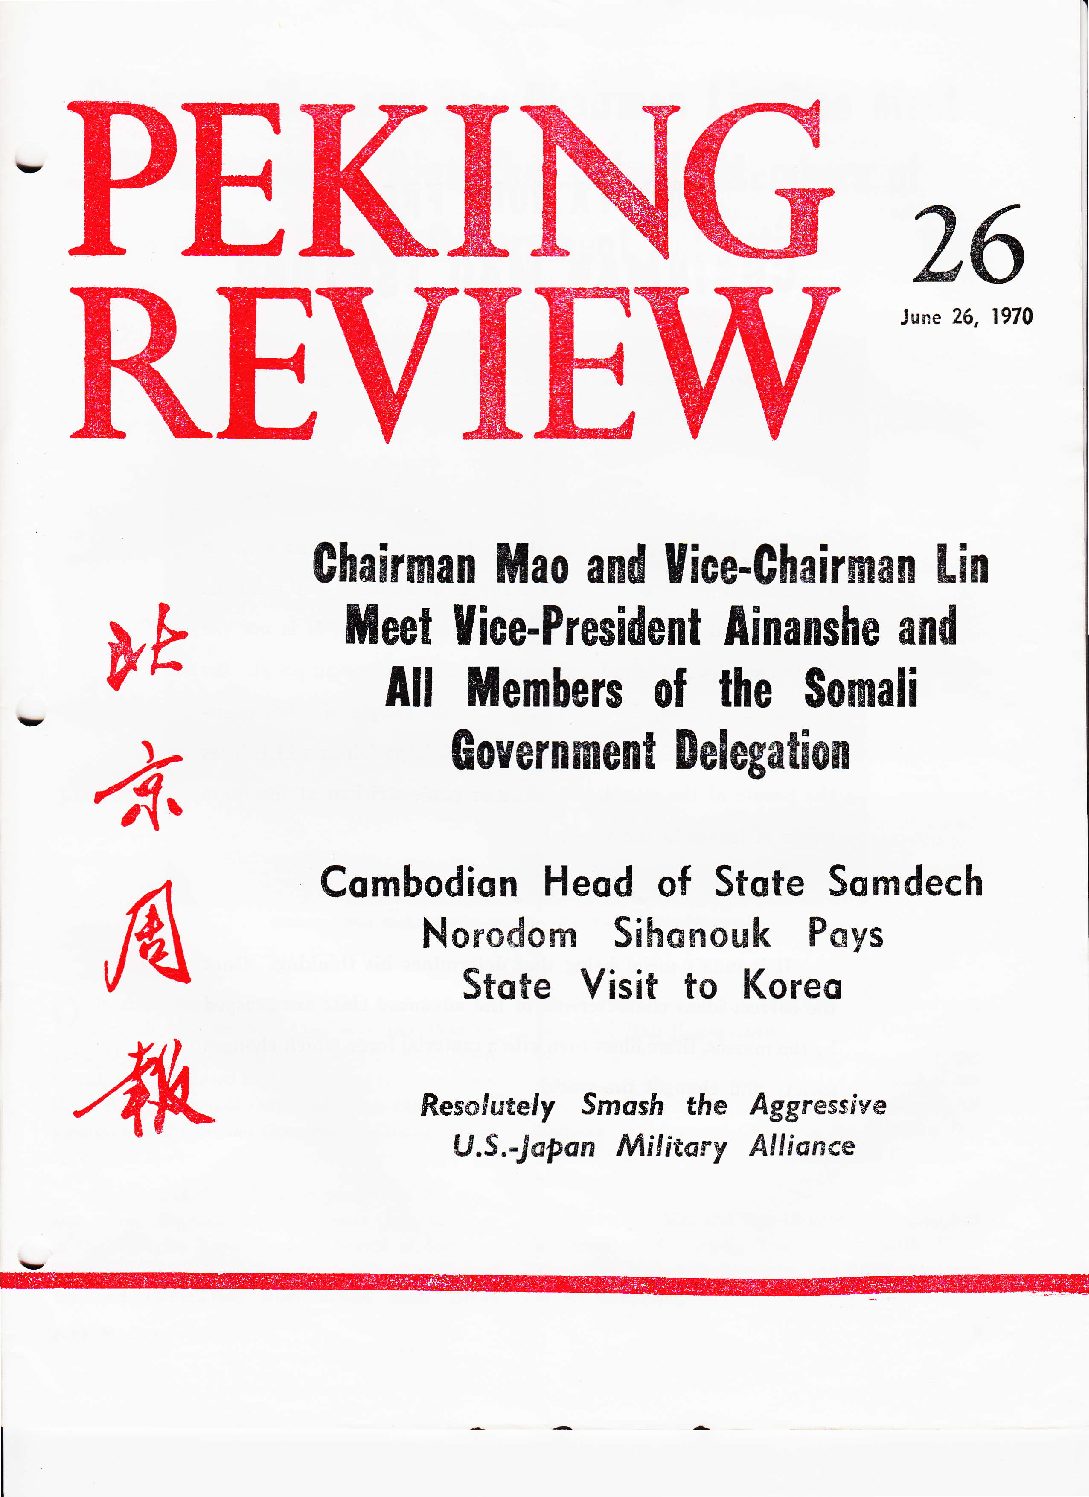 PEKING
REVIEW
26
June 26, 1970
北京周報
Chairman Mao and Vice-Chairman Lin
Meet Vice-President Ainanshe and
All Members of the Somali
Government Delegation
Cambodian Head of State Samdech
Norodom Sihanouk Pays
State Visit to Korea
Resolutely Smash the Aggressive
U.S.-Japan Military Alliance